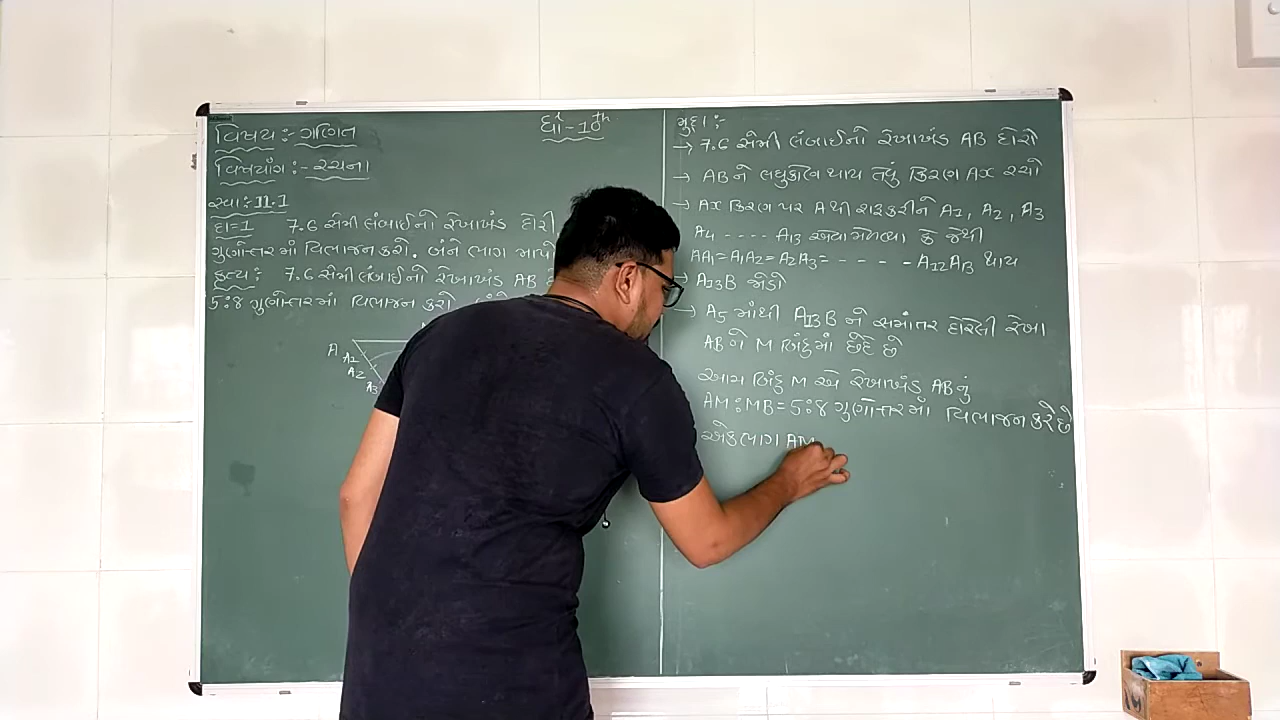 વિષય :- ગણિત
ધો-10th
વિષયાંગ :- રચના
સ્વા : 11.1
દા=1 7.6 સેમી લંબાઈનો રેખાખંડ દોરી
ગુણોત્તરમાં વિભાજન કરો. બંને ભાગ માપો
કૃત્ય : 7.6 સેમી લંબાઈનો રેખાખંડ AB
5:8 ગુણોત્તરમાં વિભાજન કરો.
A
A1
A2
A3
મુદ્દા :-
→ 7.6 સેમી લંબાઈનો રેખાખંડ AB દોરો
→ AB ને લઘુકોણ થાય તેવું કિરણ AX રચો
→ AX કિરણ પર A થી શરૂ કરીને A1, A2, A3
A4 ---- A13 એવા મેળવો કે જેથી
AA1 = A1A2 = A2A3 = - - - - - A12A13 થાય
→ A13B જોડો
→ A5 માંથી A13B ને સમાંતર દોરેલી રેખા
AB ને M બિંદુમાં છેદે છે
આમ બિંદુ M એ રેખાખંડ AB નું
AM : MB = 5:8 ગુણોત્તરમાં વિભાજન કરે છે
એક ભાગ AM